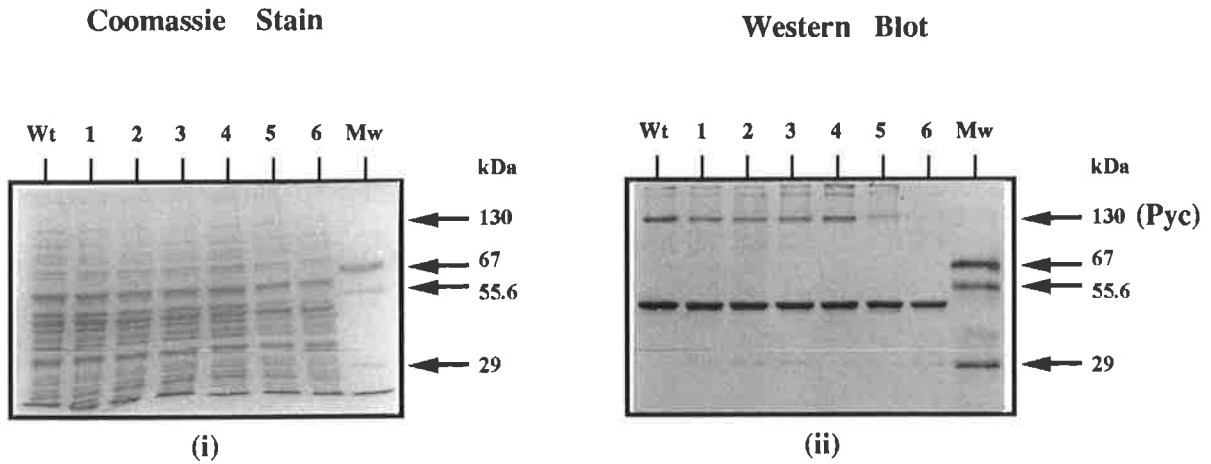 Coomassie Stain
Wt 1 2 3 4 5 6 Mw
kDa
130
67
55.6
29
(i)
Western Blot
Wt 1 2 3 4 5 6 Mw
kDa
130 (Pyc)
67
55.6
29
(ii)